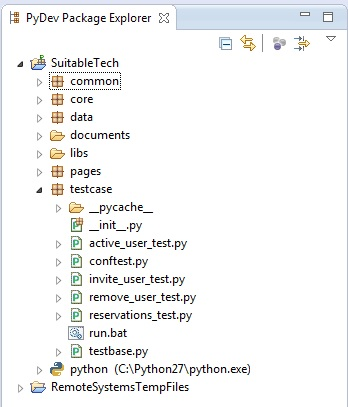 PyDev Package Explorer
SuitableTech
common
core
data
documents
libs
pages
testcase
__pycache__
__init__.py
active_user_test.py
conftest.py
invite_user_test.py
remove_user_test.py
reservations_test.py
run.bat
testbase.py
python (C:\Python27\python.exe)
RemoteSystemsTempFiles